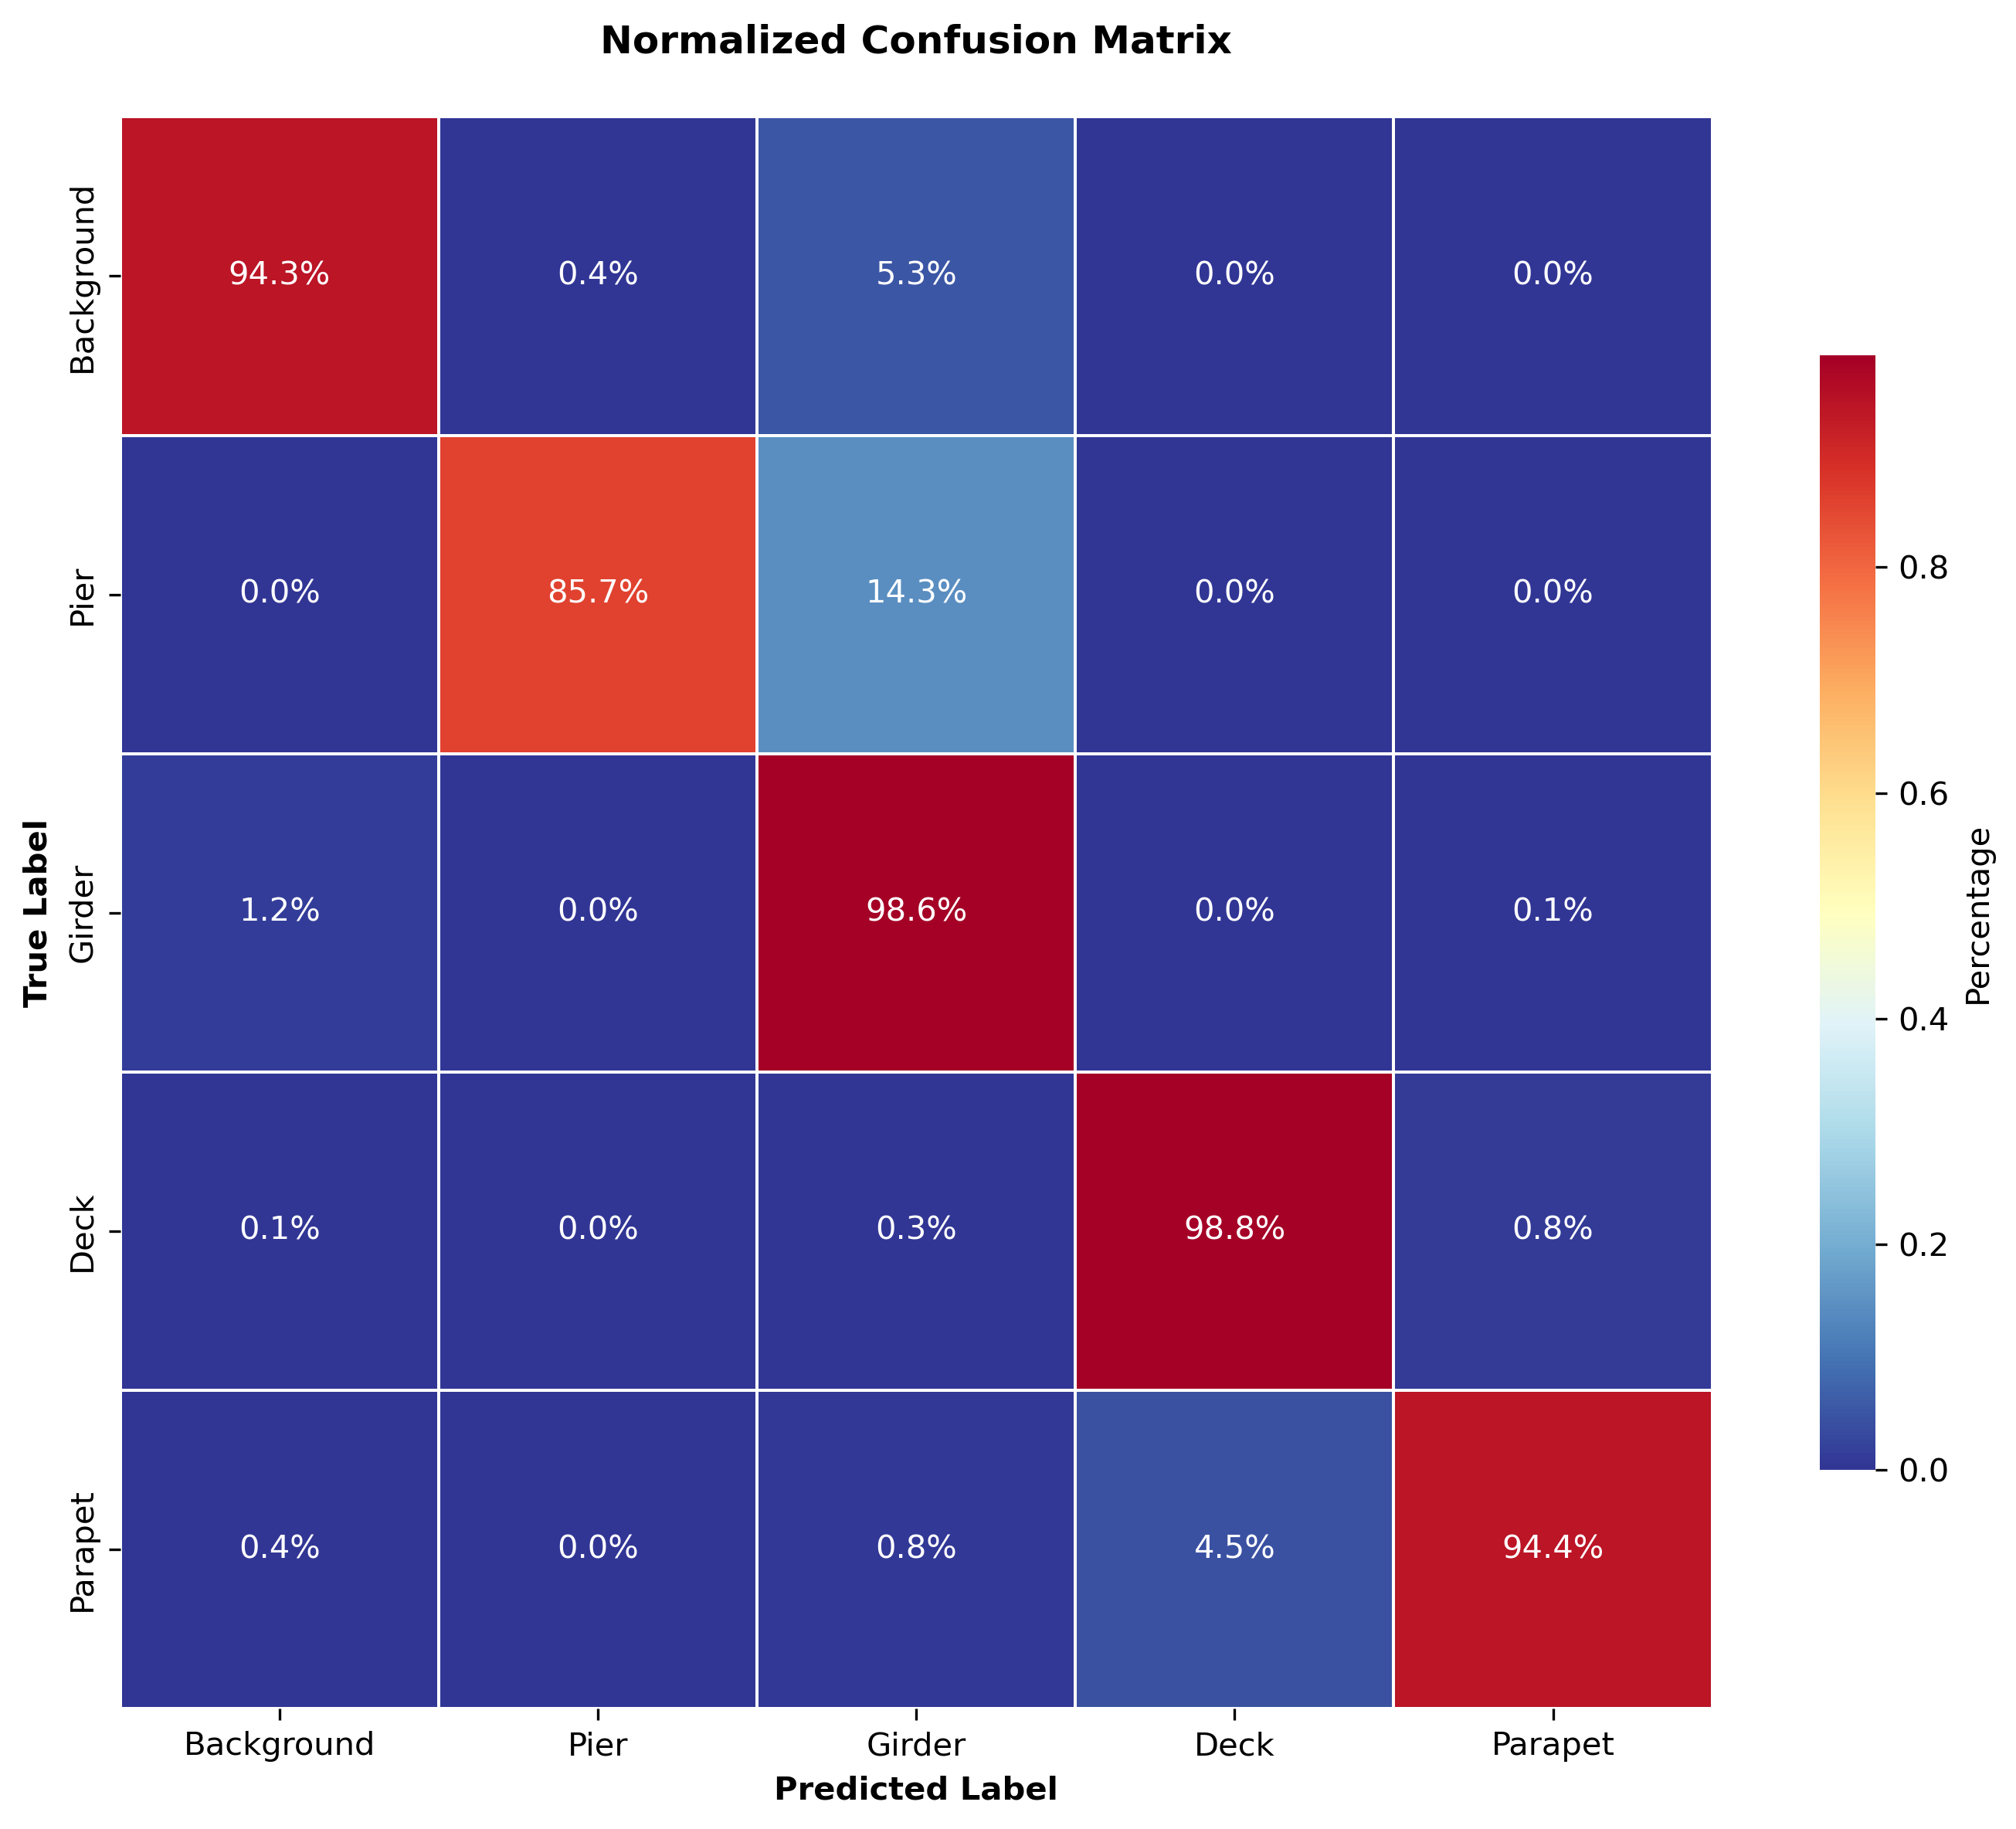 Normalized Confusion Matrix
True Label
Background
94.3% 0.4% 5.3% 0.0% 0.0%
Pier
0.0% 85.7% 14.3% 0.0% 0.0%
Girder
1.2% 0.0% 98.6% 0.0% 0.1%
Deck
0.1% 0.0% 0.3% 98.8% 0.8%
Parapet
0.4% 0.0% 0.8% 4.5% 94.4%
Background Pier Girder Deck Parapet
Predicted Label
0.8
0.6
0.4
0.2
0.0
Percentage